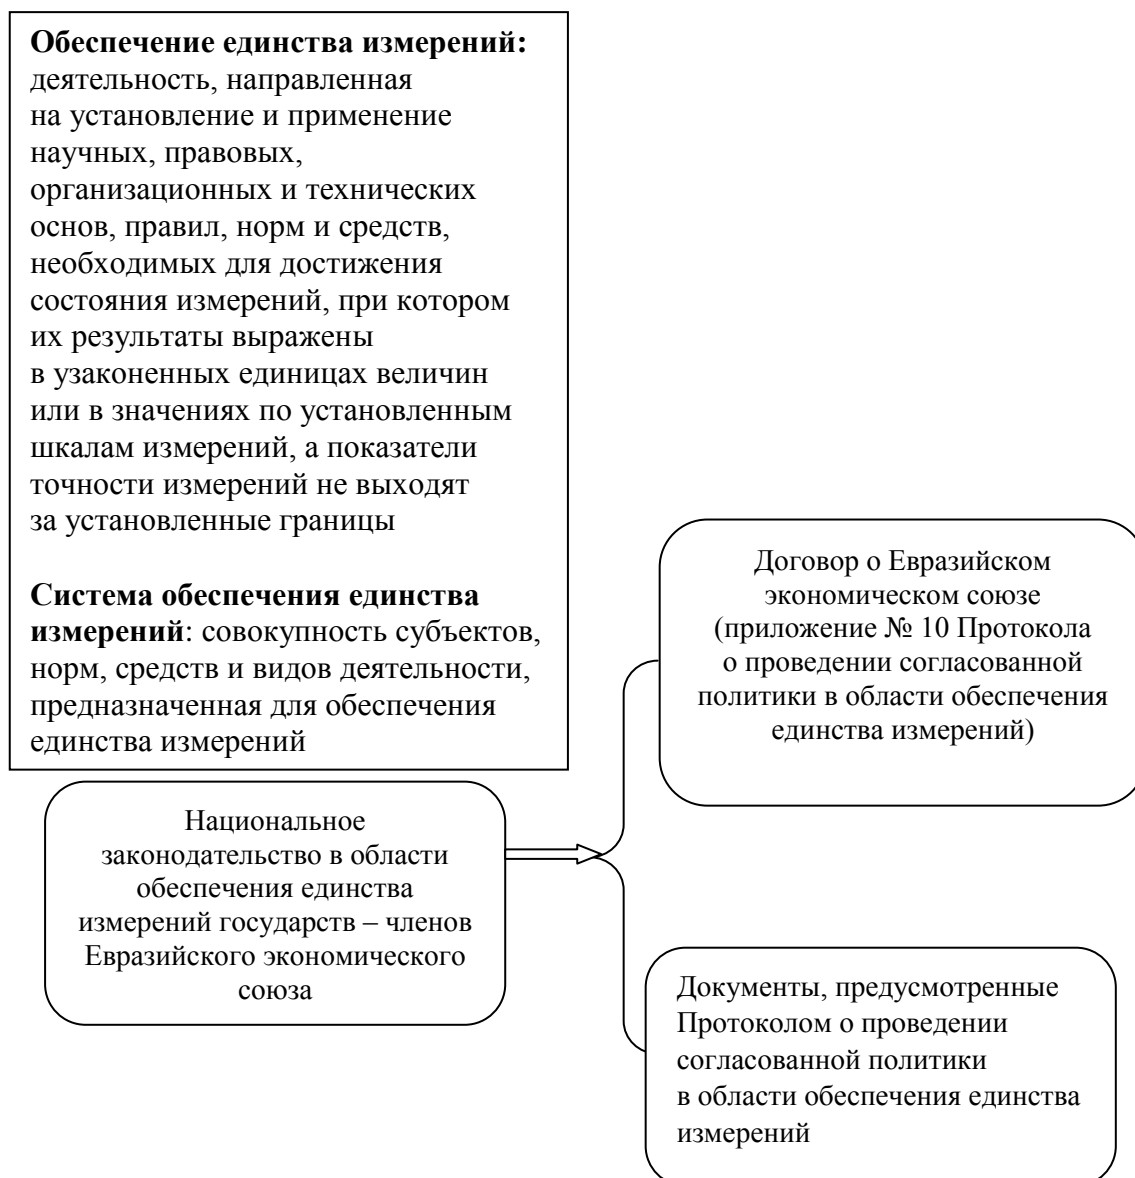 Обеспечение единства измерений:
деятельность, направленная
на установление и применение
научных, правовых,
организационных и технических
основ, правил, норм и средств,
необходимых для достижения
состояния измерений, при котором
их результаты выражены
в узаконенных единицах величин
или в значениях по установленным
шкалам измерений, а показатели
точности измерений не выходят
за установленные границы
Система обеспечения единства
измерений: совокупность субъектов,
норм, средств и видов деятельности,
предназначенная для обеспечения
единства измерений
Национальное
законодательство в области
обеспечения единства
измерений государств – членов
Евразийского экономического
союза
Договор о Евразийском
экономическом союзе
(приложение № 10 Протокола
о проведении согласованной
политики в области обеспечения
единства измерений)
Документы, предусмотренные
Протоколом о проведении
согласованной политики
в области обеспечения единства
измерений